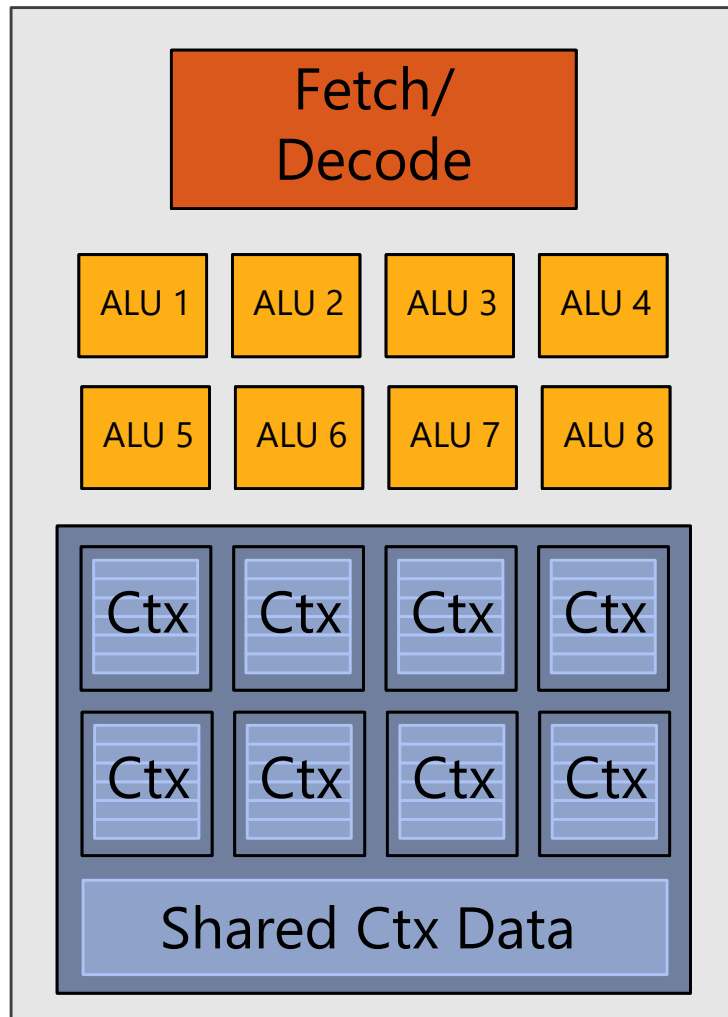 Fetch/
Decode
ALU 1 ALU 2 ALU 3 ALU 4
ALU 5 ALU 6 ALU 7 ALU 8
Ctx Ctx Ctx Ctx
Ctx Ctx Ctx Ctx
Shared Ctx Data